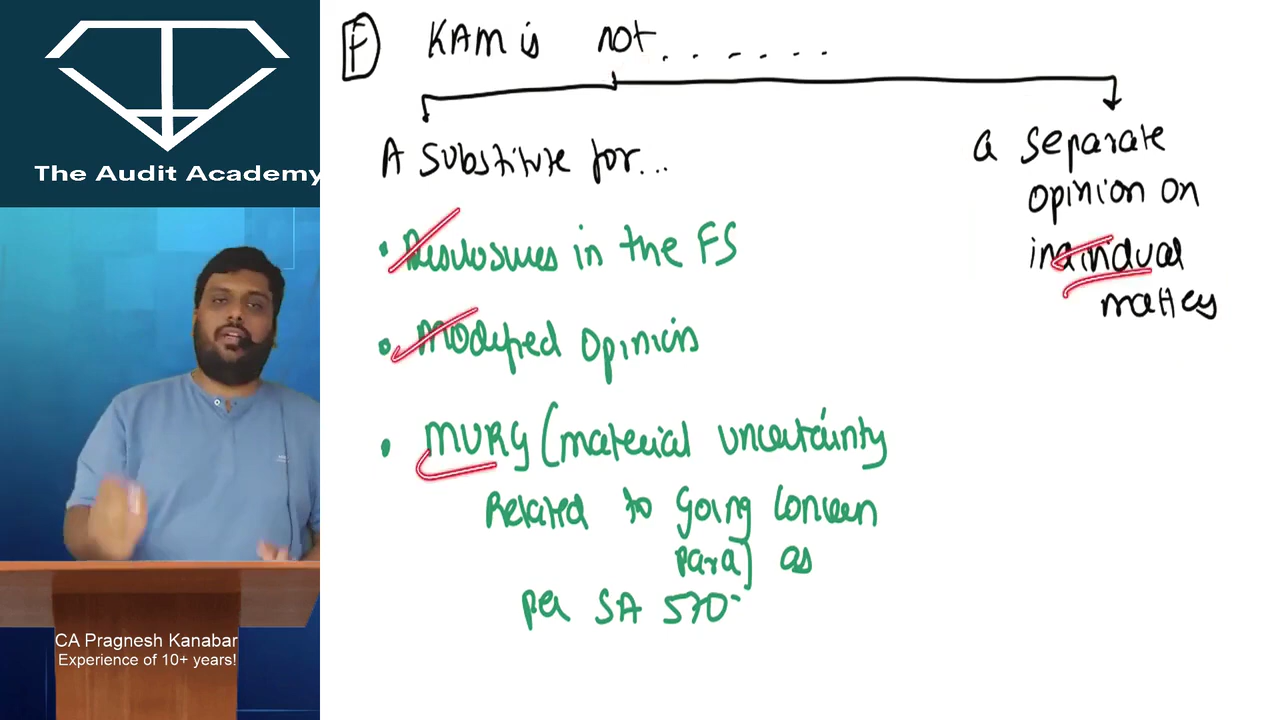 The Audit Academy
CA Pragnesh Kanabar
Experience of 10+ years!
F KAM is not.......
A Substitute for...
• Disclosures in the FS
• Modified Opinion
• MURG (material uncertainty
Related to Going Concern
para) as
per SA 570
a separate
opinion on
individual
matters